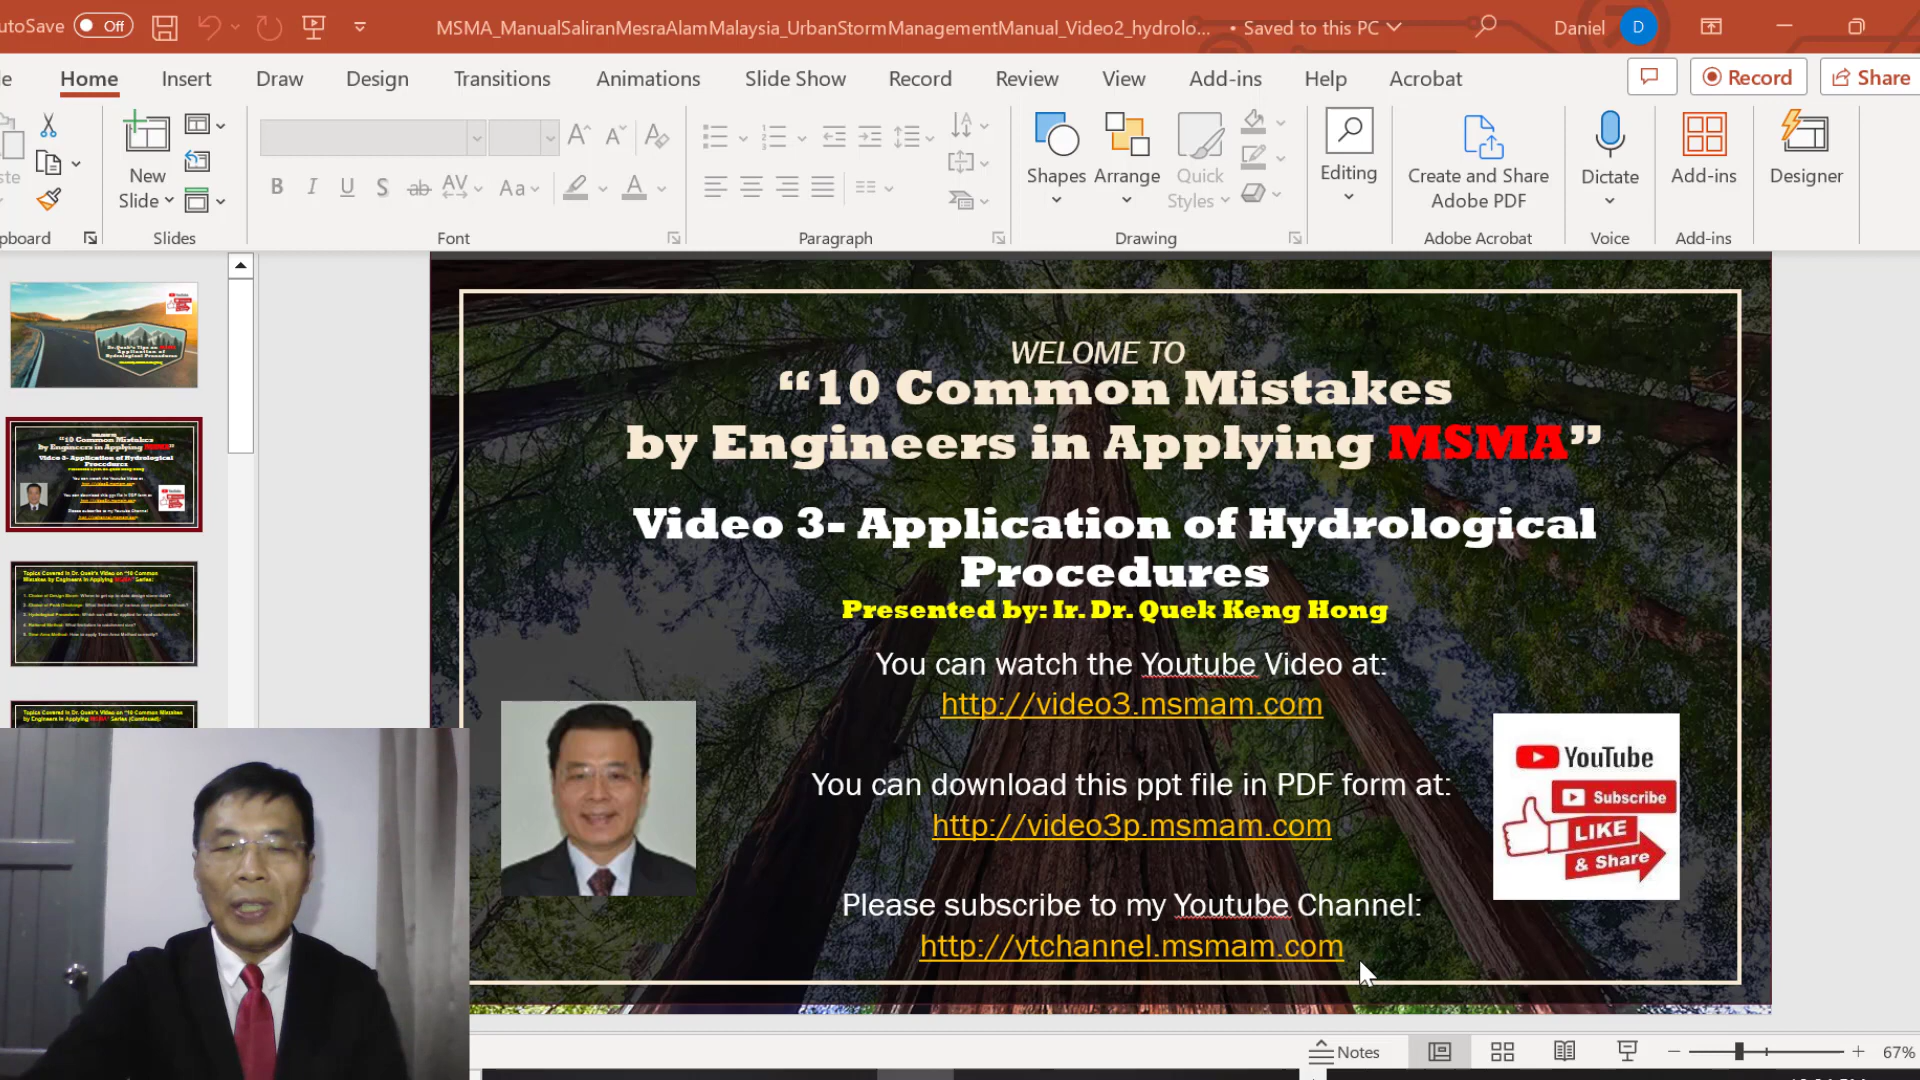 utoSave Off
MSMA_ManualSaliranMesraAlamMalaysia_UrbanStormManagementManual_Video2_hydrolo... • Saved to this PC
Daniel D
Home Insert Draw Design Transitions Animations Slide Show Record Review View Add-ins Help Acrobat
Record Share
ste
New
Slide
Shapes
Arrange
Quick
Styles
Editing
Create and Share
Adobe PDF
Dictate
Add-ins
Designer
pboard
Slides
Font
Paragraph
Drawing
Adobe Acrobat
Voice
Add-ins
WELOME TO
“10 Common Mistakes
by Engineers in Applying MSMA”
Video 3- Application of Hydrological
Procedures
Presented by: Ir. Dr. Quek Keng Hong
You can watch the Youtube Video at:
http://video3.msmam.com
You can download this ppt file in PDF form at:
http://video3p.msmam.com
Please subscribe to my Youtube Channel:
http://ytchannel.msmam.com
YouTube
Subscribe
LIKE
& Share
Notes
67%